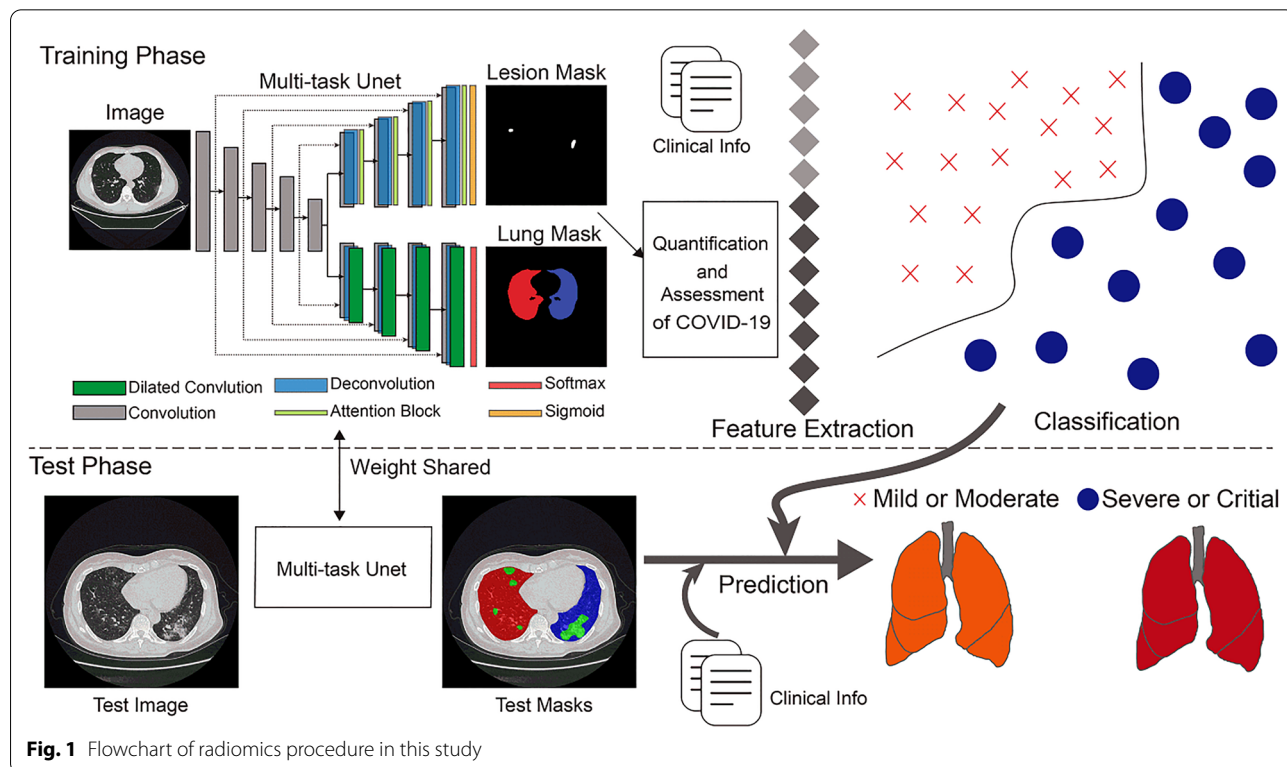 Training Phase
Multi-task Unet
Image
Lesion Mask
Clinical Info
Lung Mask
Quantification
and
Assessment
of COVID-19
Dilated Convlution
Deconvolution
Softmax
Convolution
Attention Block
Sigmoid
Feature Extraction
Classification
Test Phase
Weight Shared
Multi-task Unet
Test Image
Test Masks
Prediction
Clinical Info
Mild or Moderate
Severe or Critial
Fig. 1 Flowchart of radiomics procedure in this study